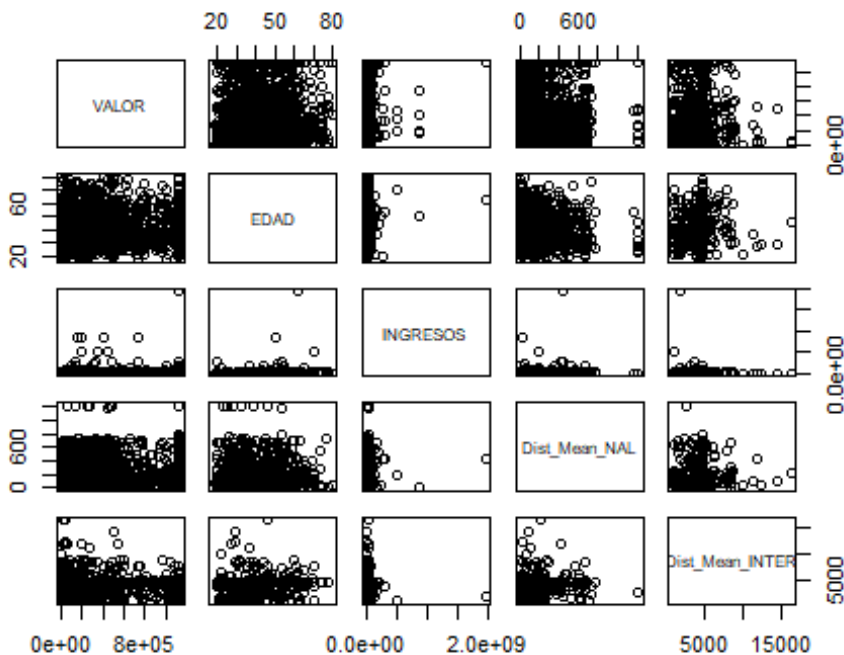 20 50 80
0 600
VALOR
0e+00
20 60
EDAD
INGRESOS
0.0e+00
0 600
Dist_Mean_NAL
Dist_Mean_INTER
5000
0e+00 8e+05
0.0e+00 2.0e+09
5000 15000